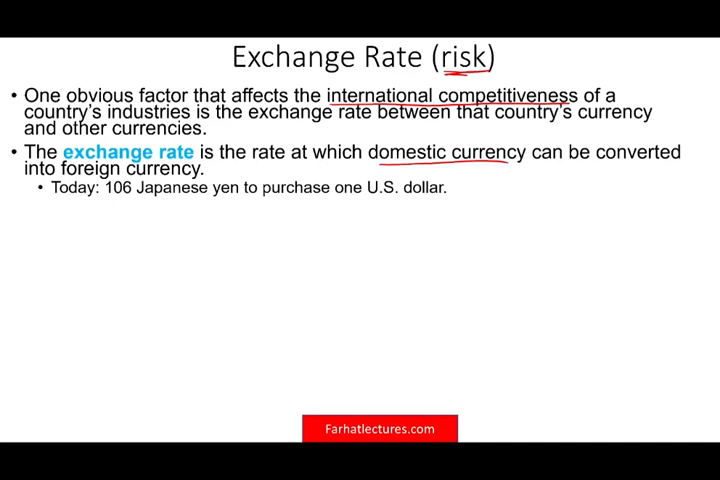 Exchange Rate (risk)
• One obvious factor that affects the international competitiveness of a
country's industries is the exchange rate between that country's currency
and other currencies.
• The exchange rate is the rate at which domestic currency can be converted
into foreign currency.
• Today: 106 Japanese yen to purchase one U.S. dollar.
Farhatlectures.com